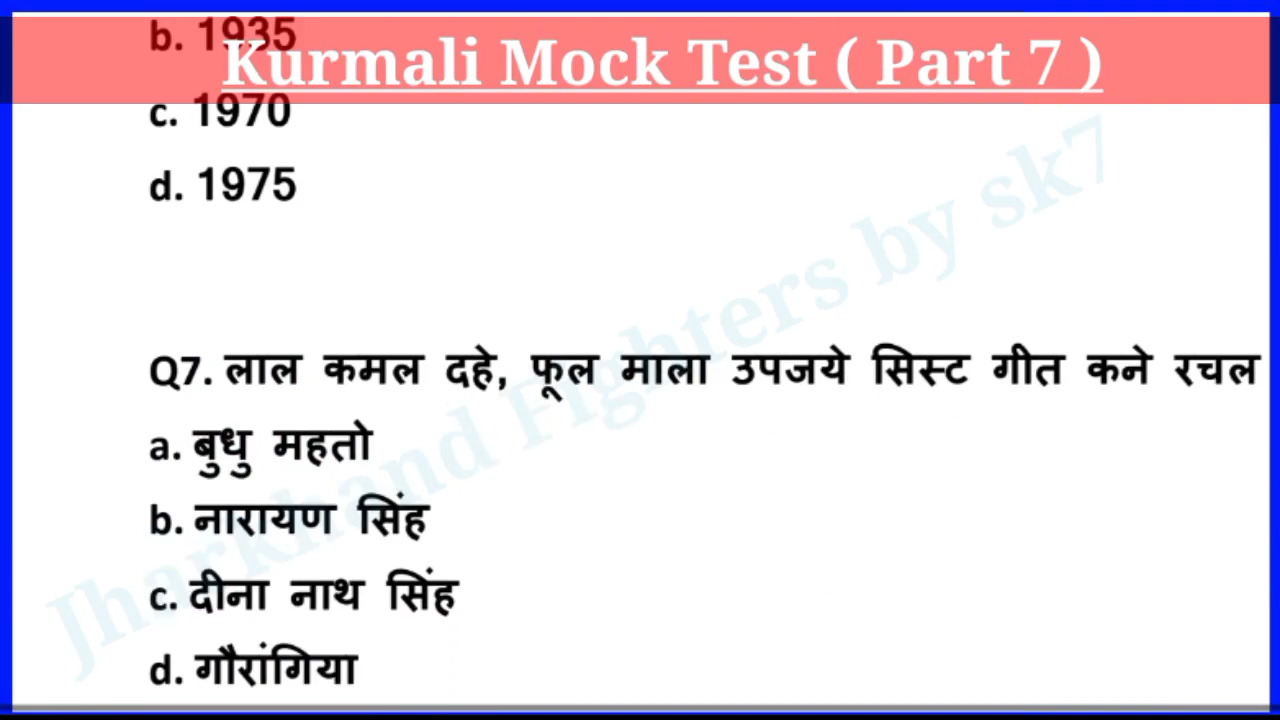 b. 1935
Kurmali Mock Test ( Part 7 )
c. 1970
d. 1975
Q7. लाल कमल दहे, फूल माला उपजये सिस्ट गीत कने रचल
a. बुधु महतो
b. नारायण सिंह
c. दीना नाथ सिंह
d. गौरांगिया
Jharkhand Fighters by sk7